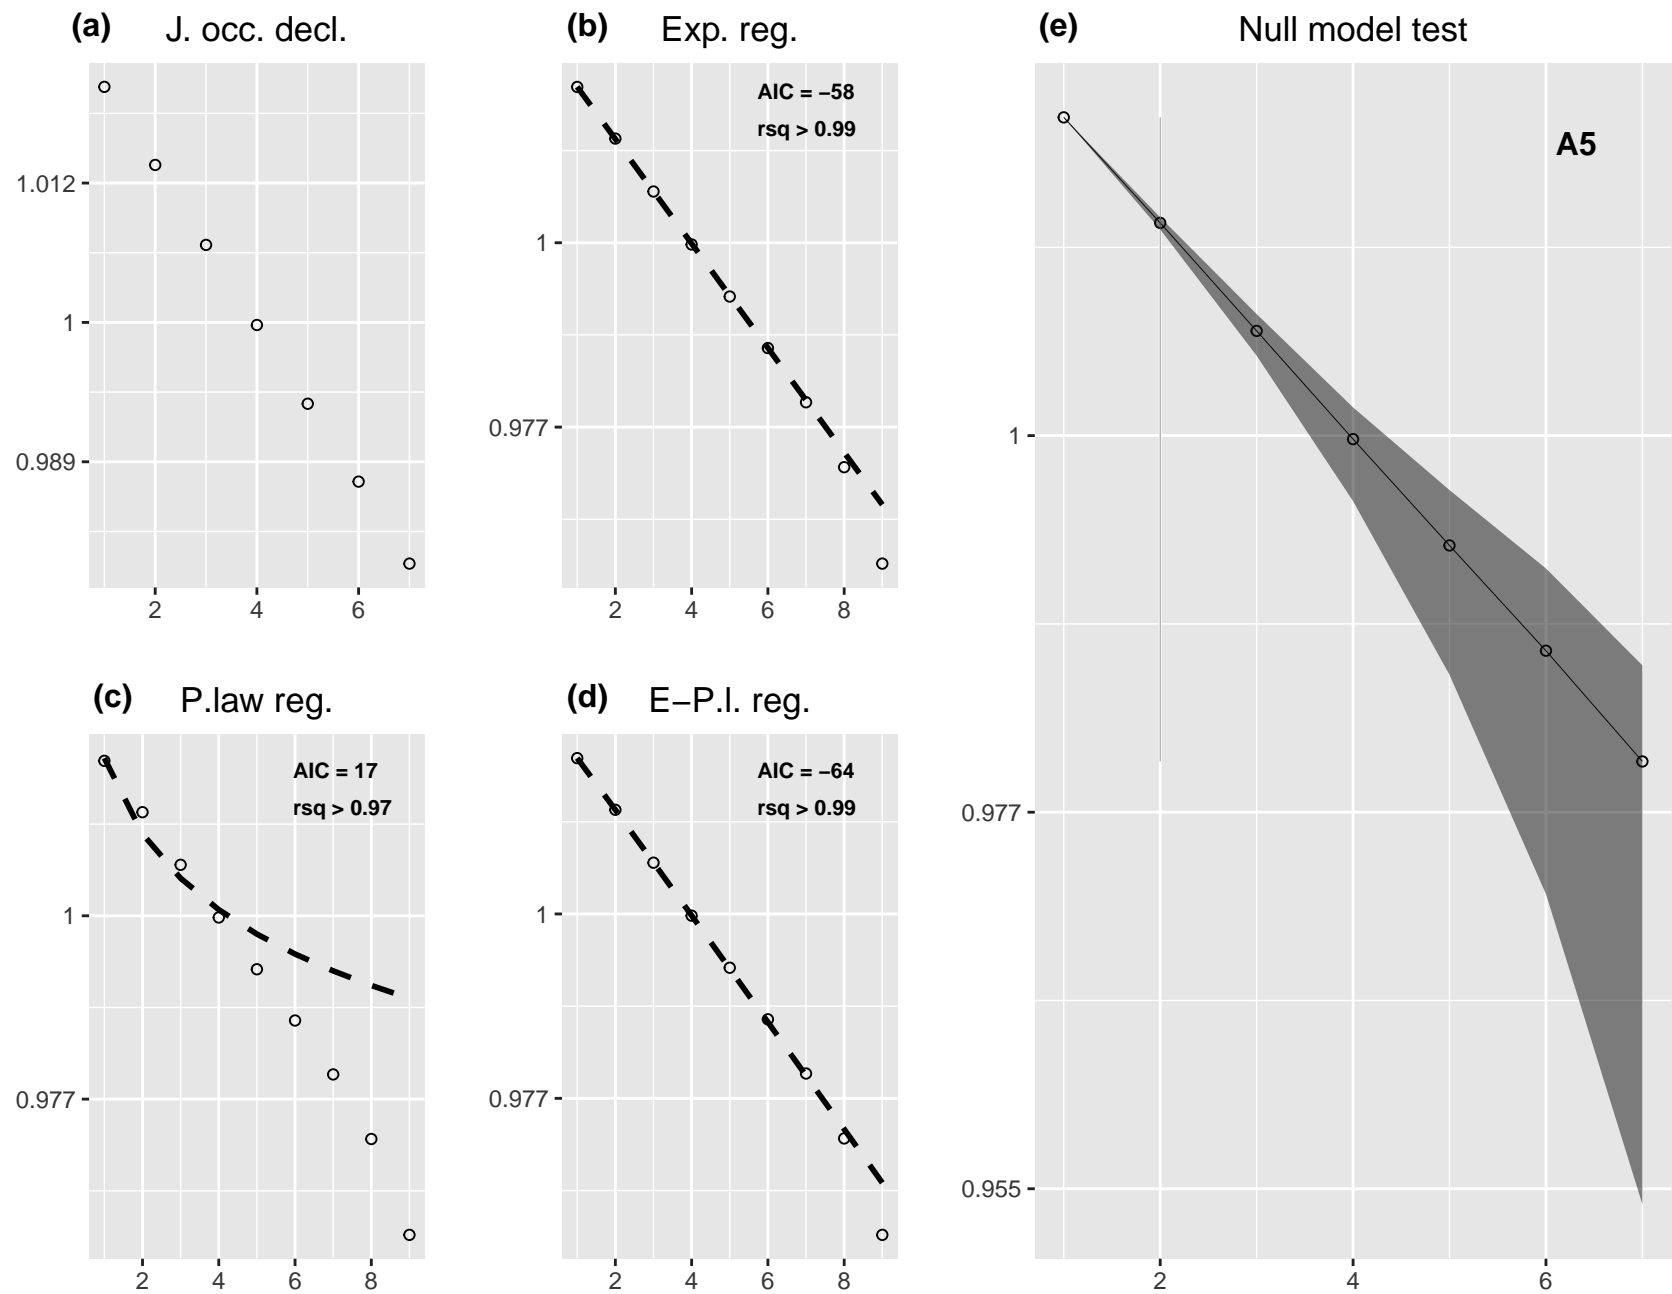 (a) J. occ. decl.
1.012
1
0.989
2 4 6
(b) Exp. reg.
AIC = −58
rsq > 0.99
1
0.977
2 4 6 8
(c) P.law reg.
AIC = 17
rsq > 0.97
1
0.977
2 4 6 8
(d) E−P.l. reg.
AIC = −64
rsq > 0.99
1
0.977
2 4 6 8
(e) Null model test
A5
1
0.977
0.955
2 4 6